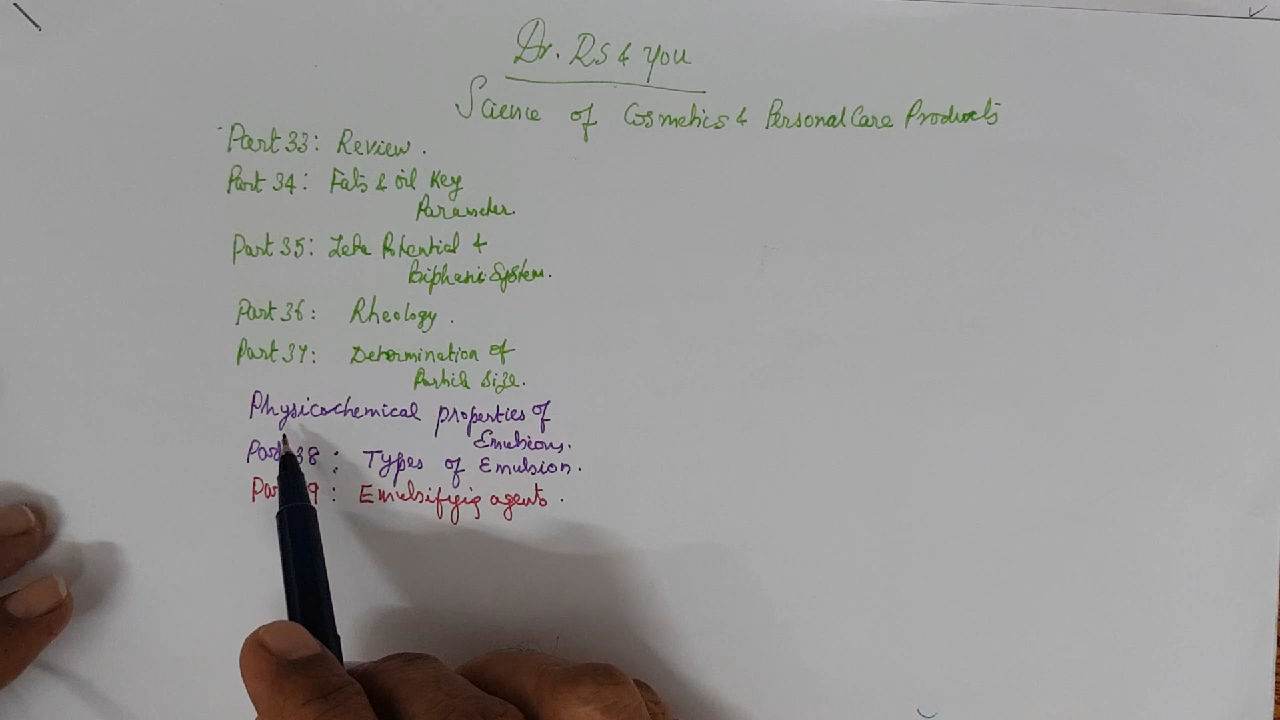 Dr. RS & You
Science of Cosmetics & Personal Care Products
Part 33: Review.
Part 34: Fats & oil Key
Parameter.
Part 35: Zeta Potential &
Biphasic System.
Part 36: Rheology.
Part 37: Determination of
Particle Size.
Physicochemical properties of
Emulsions.
Part 38: Types of Emulsion.
9: Emulsifying agents.